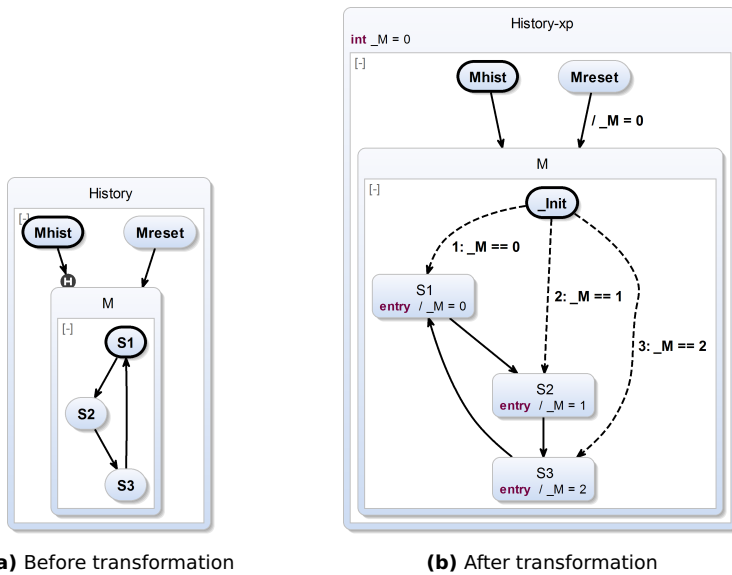 History
[-]
Mhist
Mreset
H
M
[-]
S1
S2
S3
a) Before transformation
History-xp
int _M = 0
[-]
Mhist
Mreset
/ _M = 0
M
[-]
_Init
1: _M == 0
S1
entry / _M = 0
2: _M == 1
3: _M == 2
S2
entry / _M = 1
S3
entry / _M = 2
(b) After transformation